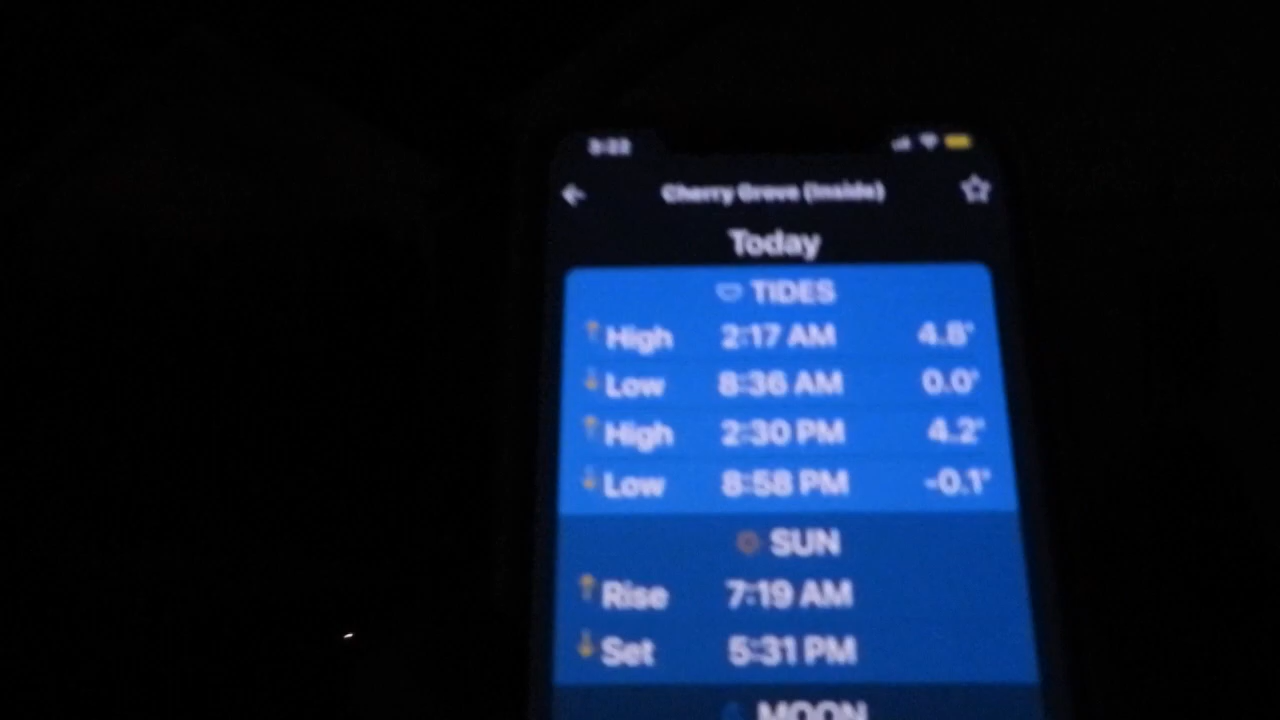 3:22
Cherry Grove (Inside)
Today
TIDES
High 2:17 AM 4.8'
Low 8:36 AM 0.0'
High 2:30 PM 4.2'
Low 8:58 PM -0.1'
SUN
Rise 7:19 AM
Set 5:31 PM
MOON